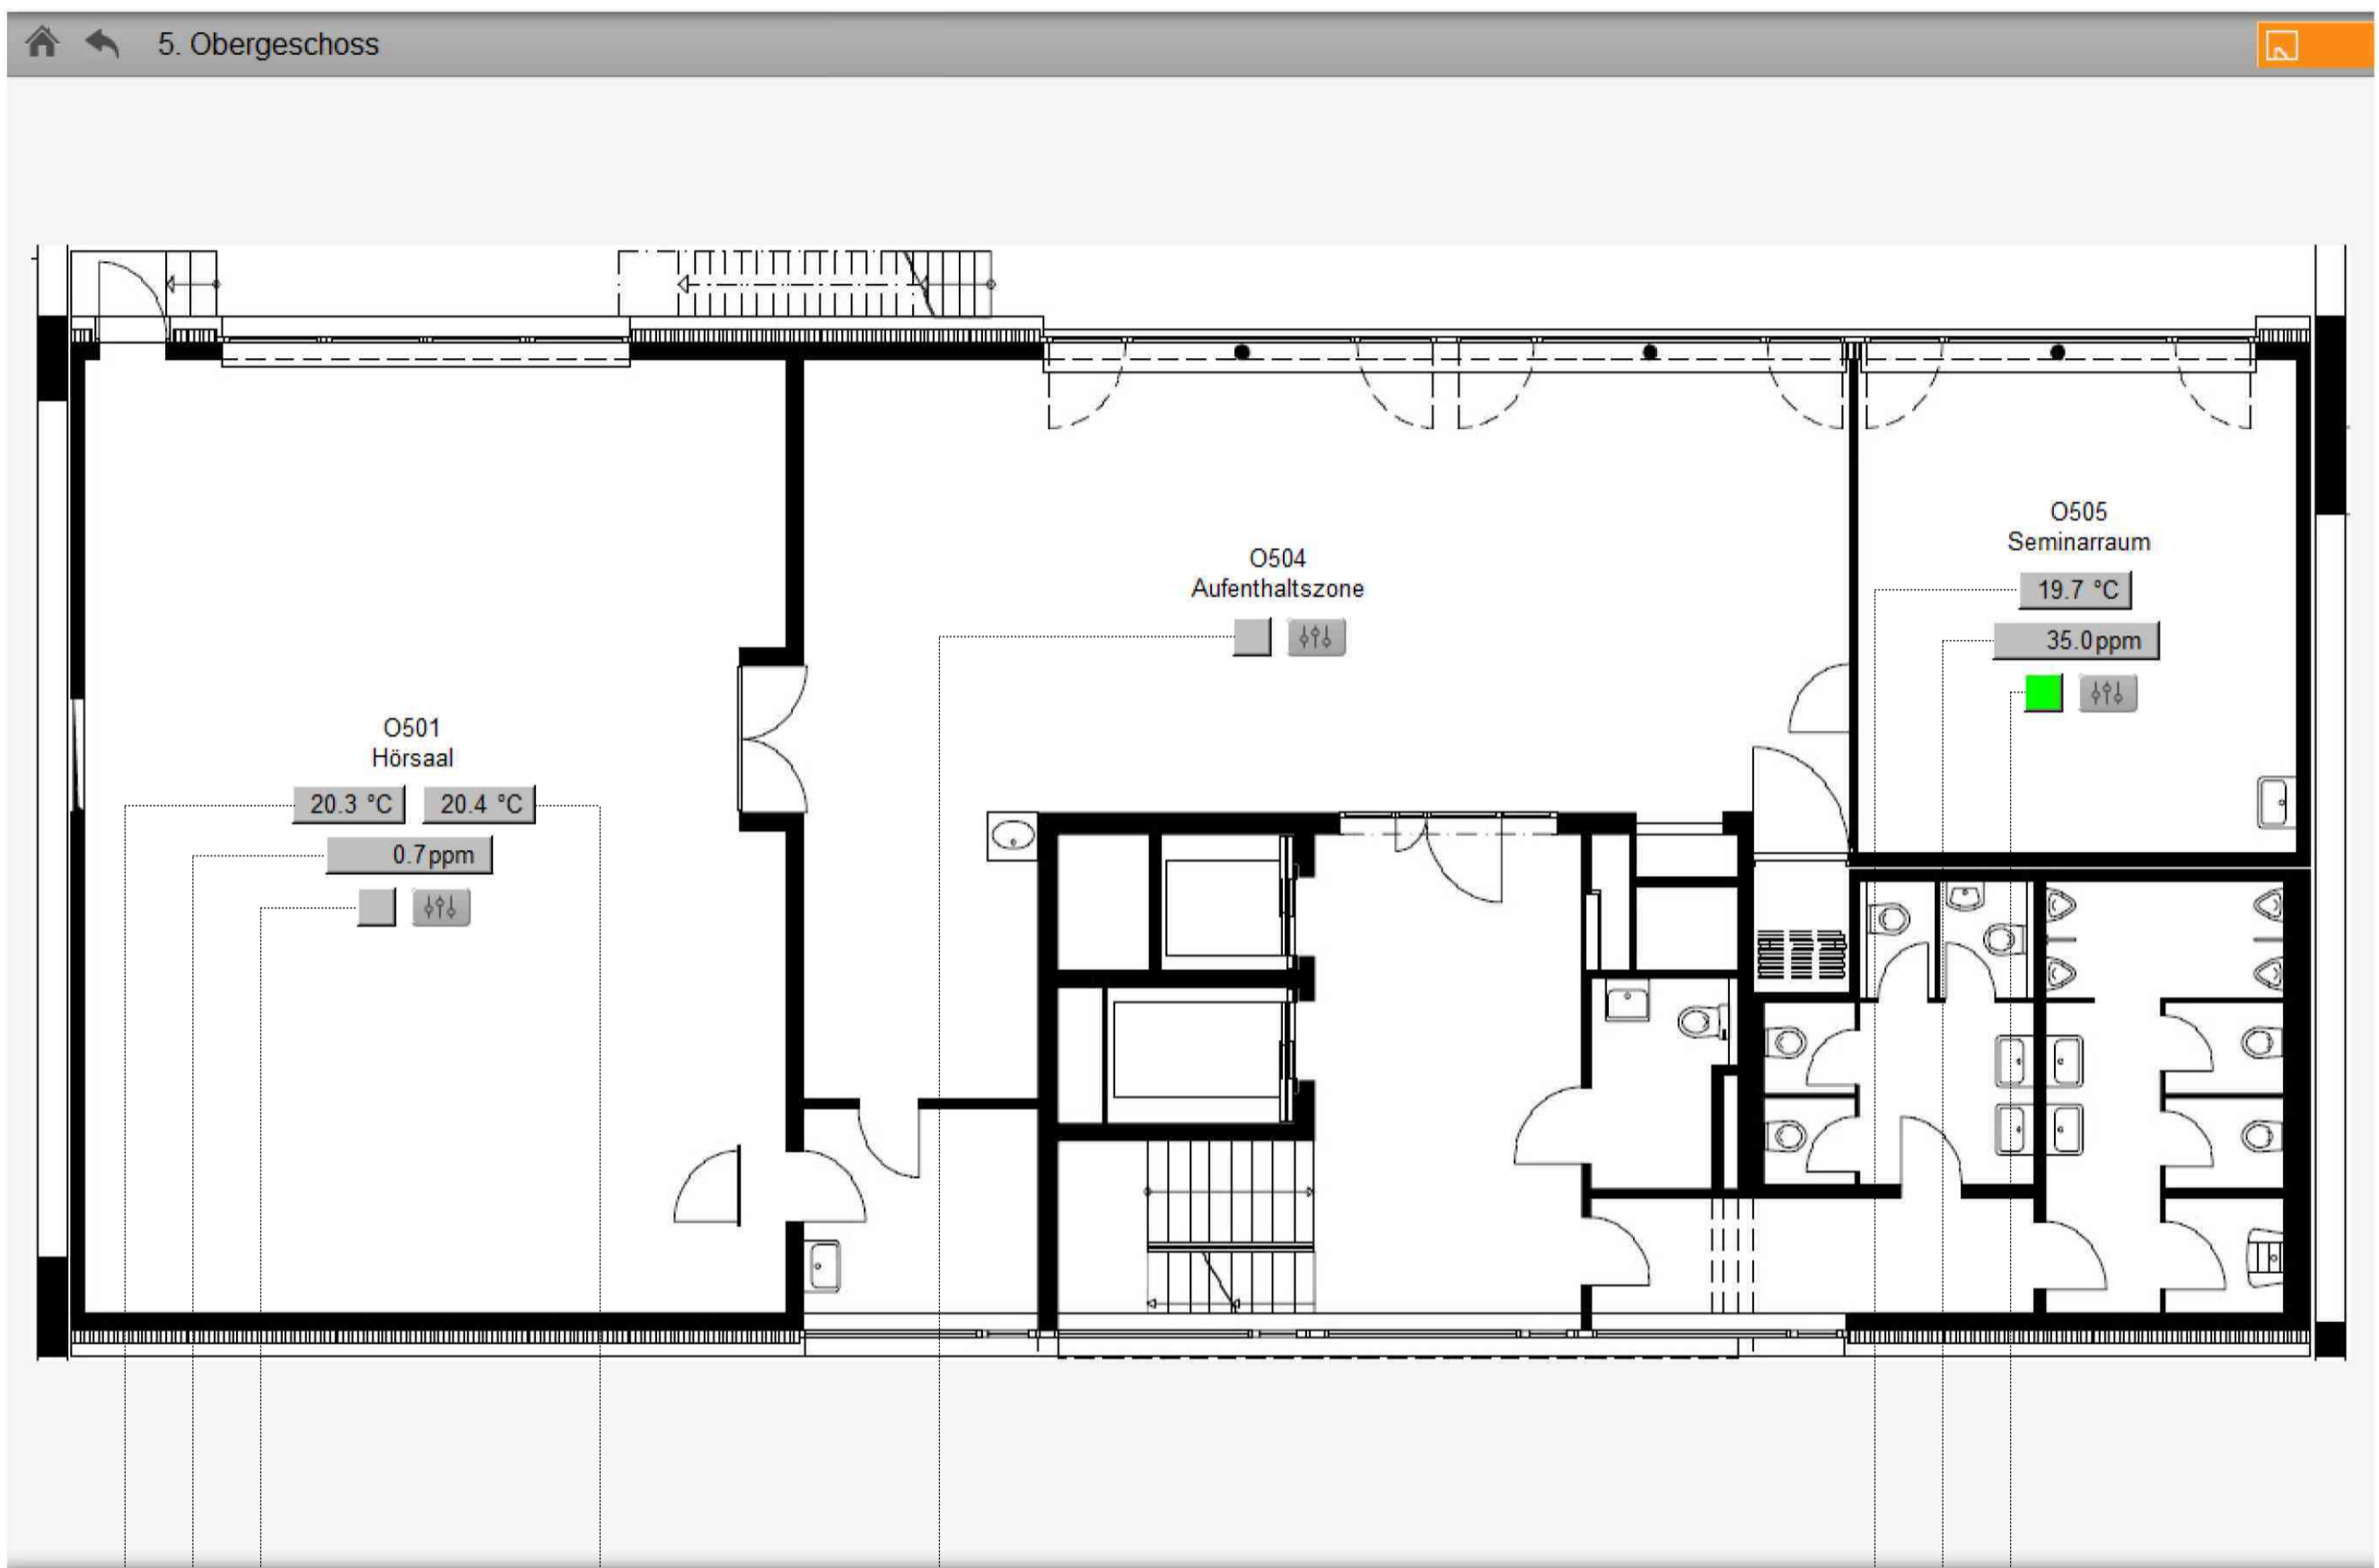 5. Obergeschoss
O505
Seminarraum
19.7 °C
35.0ppm
O504
Aufenthaltszone
O501
Hörsaal
20.3 °C 20.4 °C
0.7ppm